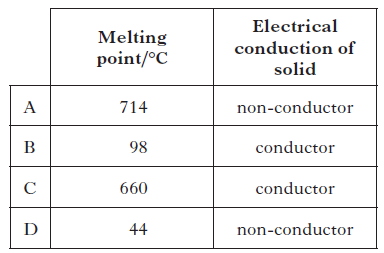 Melting point/°C
Electrical conduction of solid
A 714 non-conductor
B 98 conductor
C 660 conductor
D 44 non-conductor